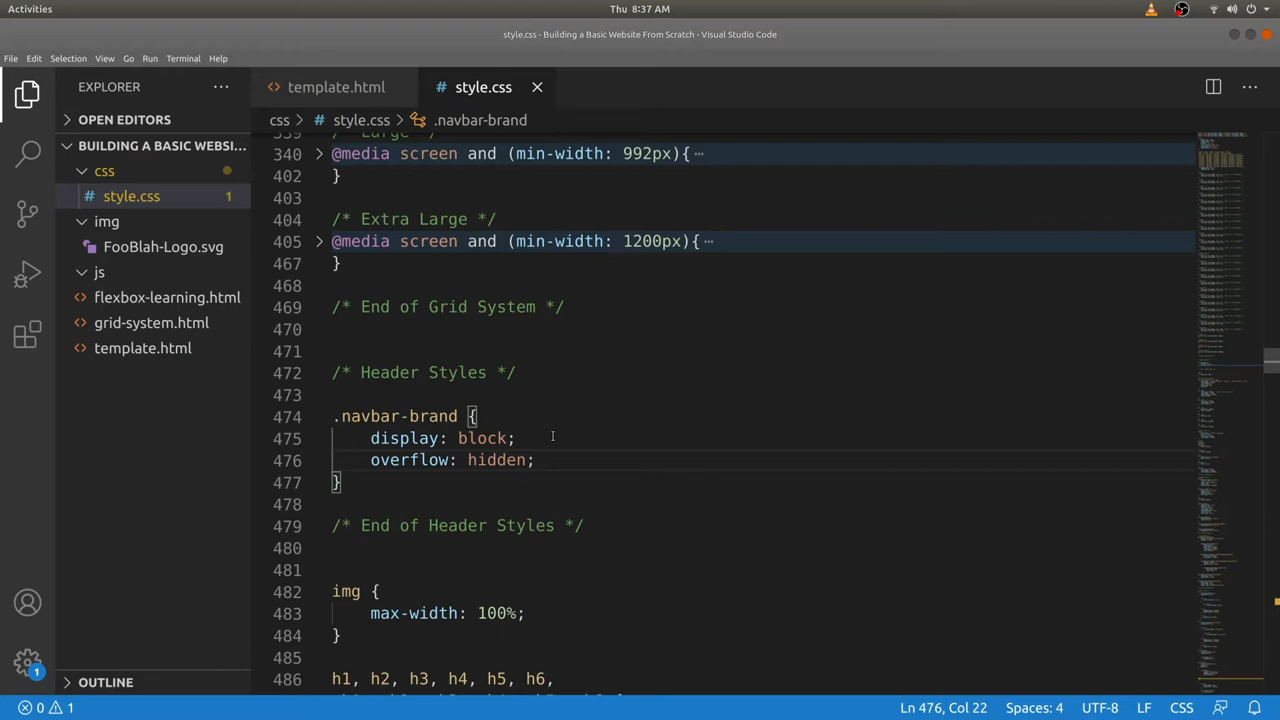 Activities
Thu 8:37 AM
style.css - Building a Basic Website From Scratch - Visual Studio Code
File Edit Selection View Go Run Terminal Help
EXPLORER
template.html
# style.css
OPEN EDITORS
css > # style.css > .navbar-brand
BUILDING A BASIC WEBSI...
css
# style.css 1
img
FooBlah-Logo.svg
js
flexbox-learning.html
grid-system.html
template.html
OUTLINE
339 /* Large */
340 @media screen and (min-width: 992px){…
402 }
403
404 /* Extra Large */
405 @media screen and (min-width: 1200px){…
467 }
468
469 /* End of Grid System */
470
471
472 /* Header Styles */
473
474 .navbar-brand {
475 display: block;
476 overflow: hidden;
477 }
478
479 /* End of Header Styles */
480
481
482 img {
483 max-width: 100%;
484 }
485
486 h1, h2, h3, h4, h5, h6,
1
0 1
Ln 476, Col 22 Spaces: 4 UTF-8 LF CSS